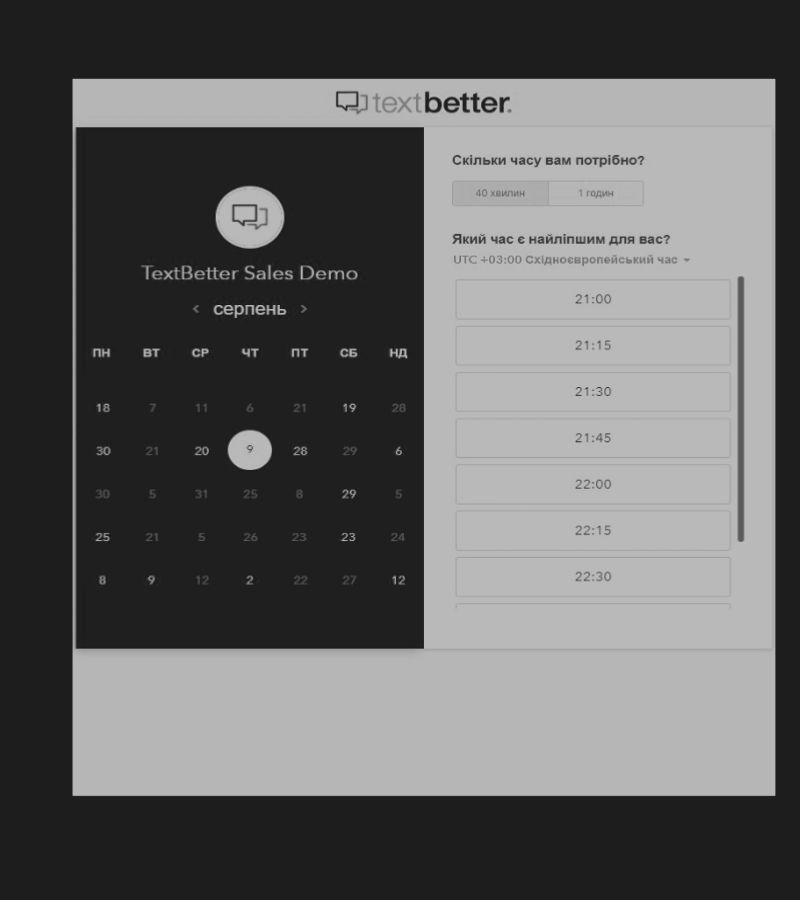 textbetter.
TextBetter Sales Demo
< серпень >
ПН ВТ СР ЧТ ПТ СБ НД
18 7 11 6 21 19 28
30 21 20 9 28 29 6
30 5 31 25 8 29 5
25 21 5 26 23 23 24
8 9 12 2 22 27 12
Скільки часу вам потрібно?
40 хвилин 1 годин
Який час є найліпшим для вас?
UTC +03:00 Східноєвропейський час
21:00
21:15
21:30
21:45
22:00
22:15
22:30